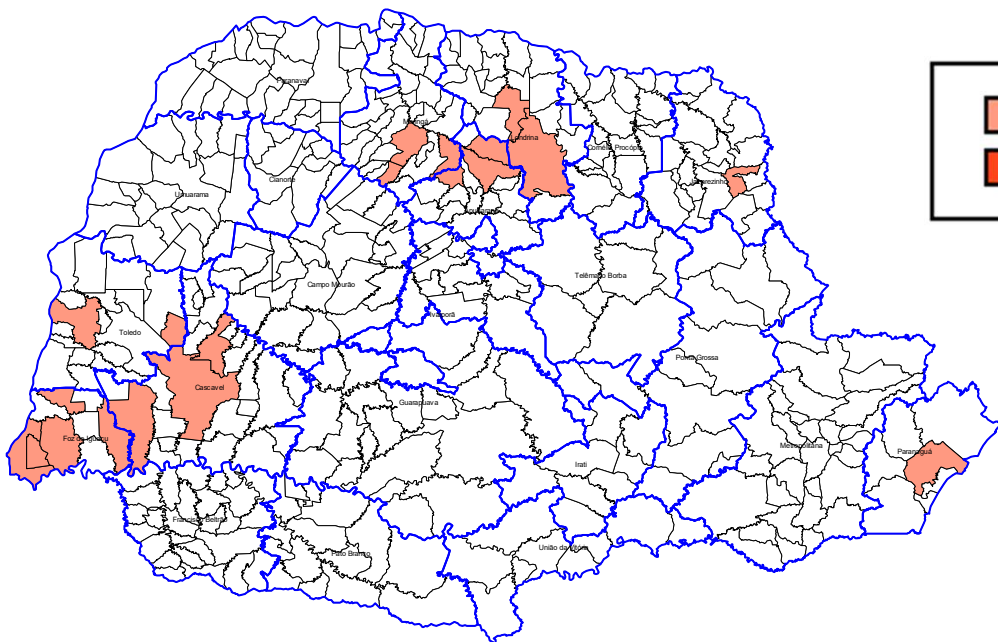 Paranavaí
Maringá
Londrina
Cornélio Procópio
Jacarezinho
Umuarama
Cianorte
Apucarana
Telêmaco Borba
Campo Mourão
Ivaiporã
Toledo
Ponta Grossa
Cascavel
Guarapuava
Foz do Iguaçu
Metropolitana
Paranaguá
Irati
Francisco Beltrão
Pato Branco
União da Vitória